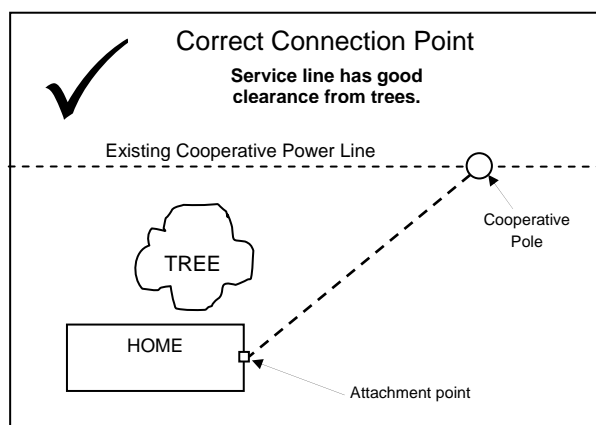 Correct Connection Point
Service line has good
clearance from trees.
Existing Cooperative Power Line
Cooperative
Pole
TREE
HOME
Attachment point